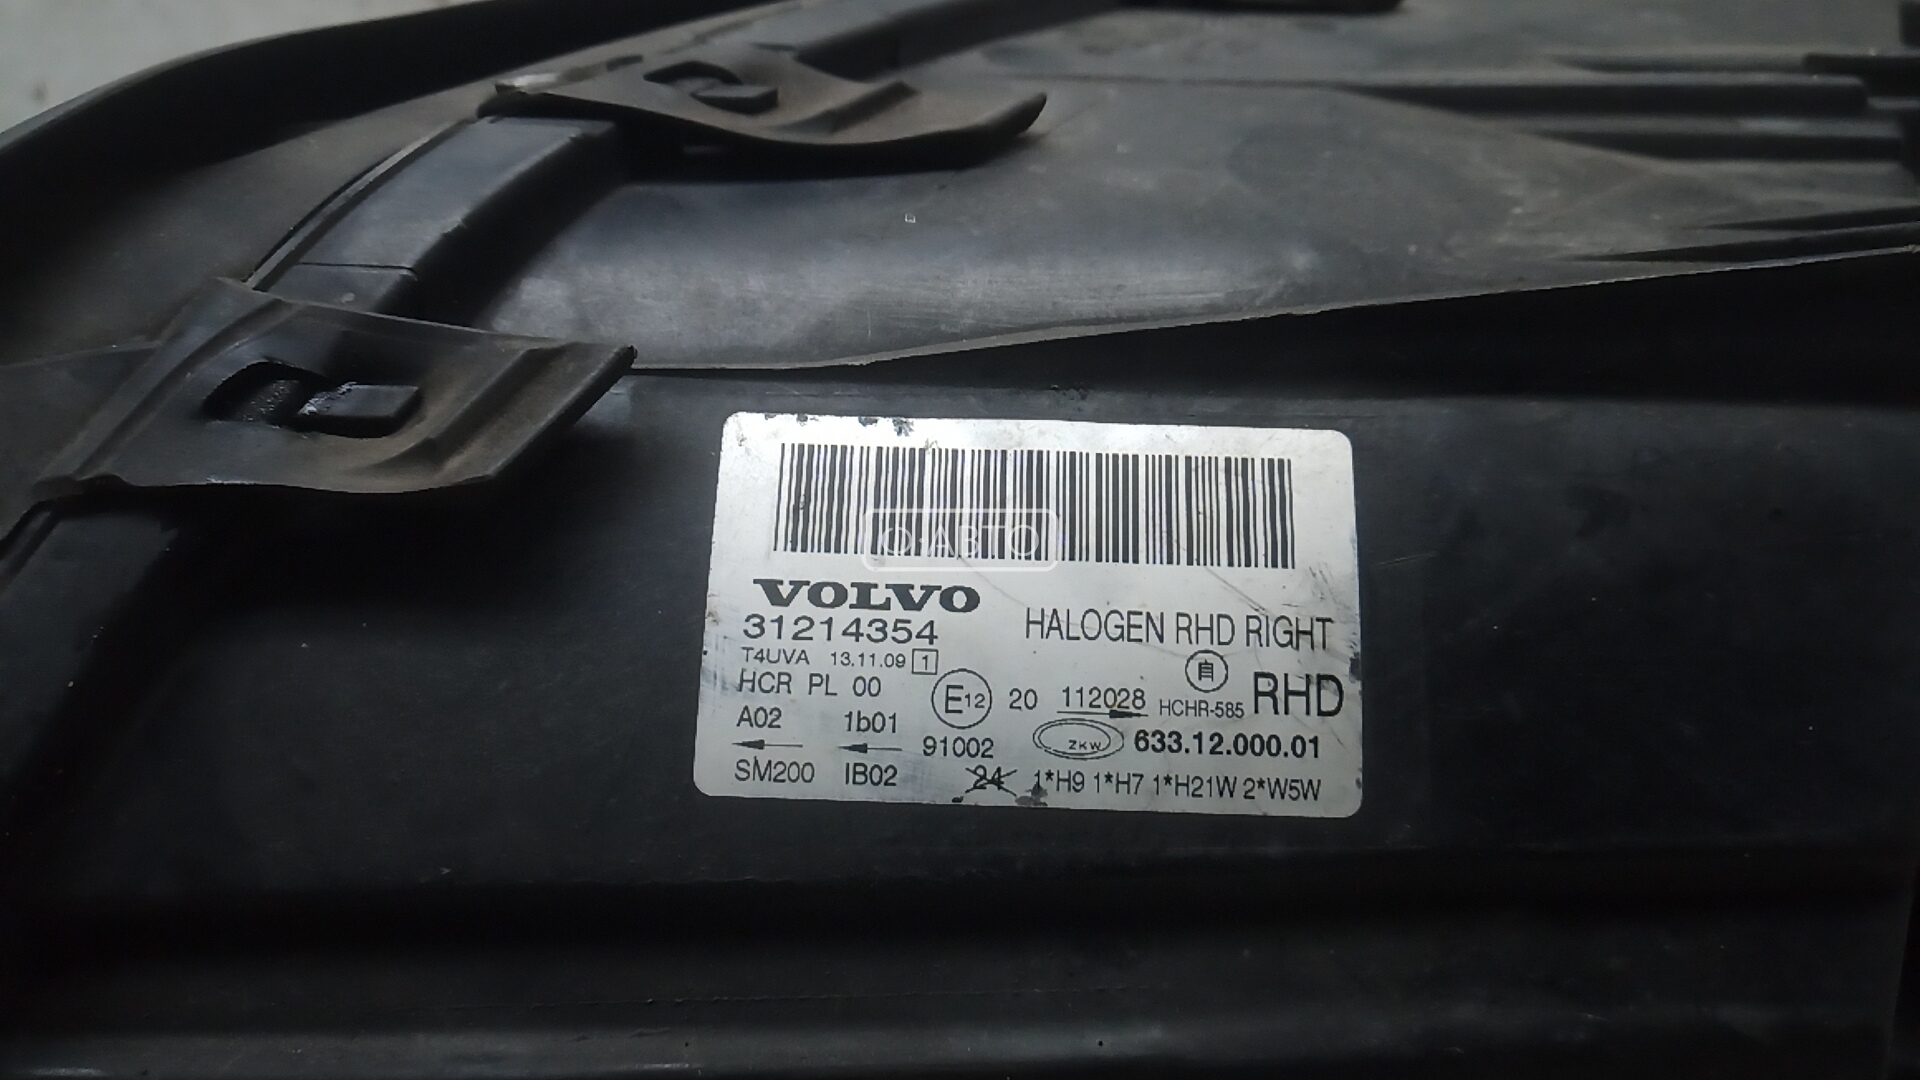 О·АВТО
VOLVO
31214354
HALOGEN RHD RIGHT
T4UVA 13.11.09 1
自
HCR PL 00
E12 20 112028 HCHR-585 RHD
A02 1b01
91002 ZKW 633.12.000.01
SM200 IB02 24 1*H9 1*H7 1*H21W 2*W5W